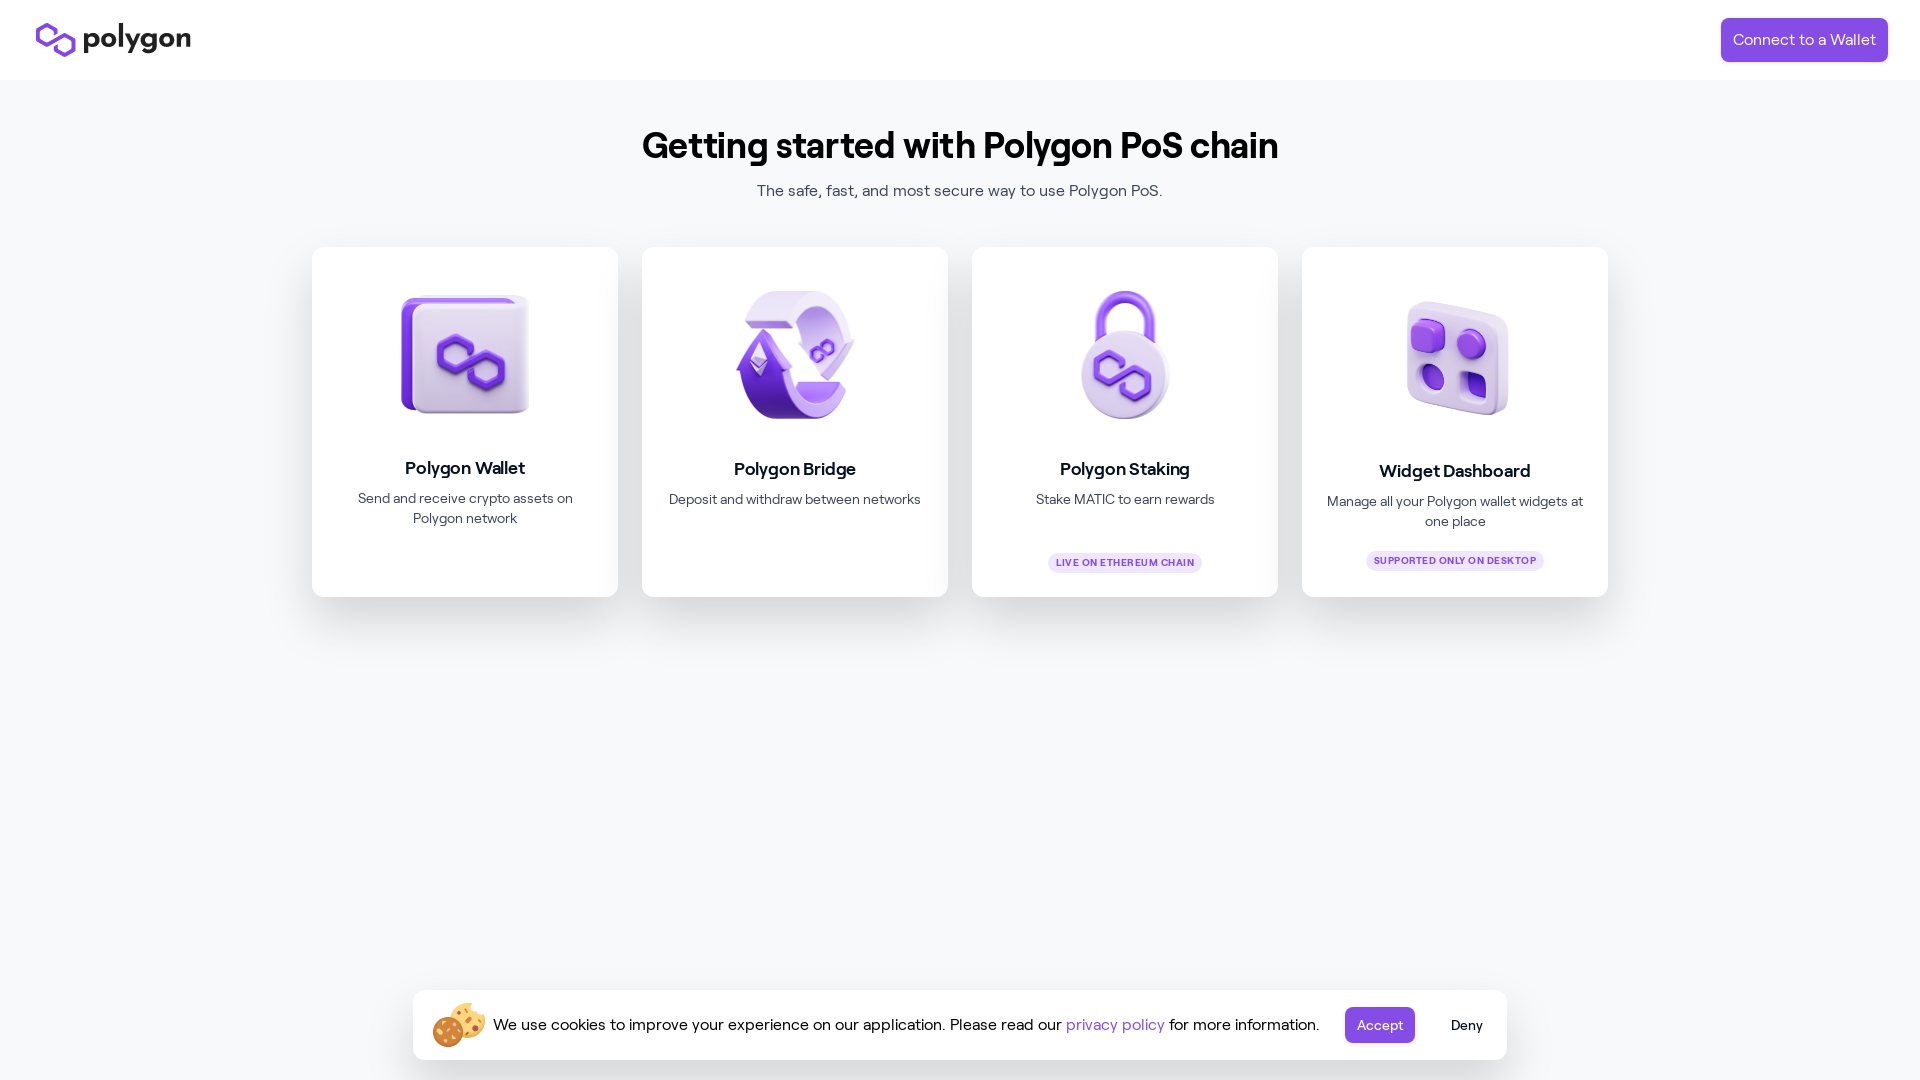 polygon
Connect to a Wallet
Getting started with Polygon PoS chain
The safe, fast, and most secure way to use Polygon PoS.
Polygon Wallet
Send and receive crypto assets on
Polygon network
Polygon Bridge
Deposit and withdraw between networks
Polygon Staking
Stake MATIC to earn rewards
LIVE ON ETHEREUM CHAIN
Widget Dashboard
Manage all your Polygon wallet widgets at
one place
SUPPORTED ONLY ON DESKTOP
We use cookies to improve your experience on our application. Please read our privacy policy for more information.
Accept
Deny